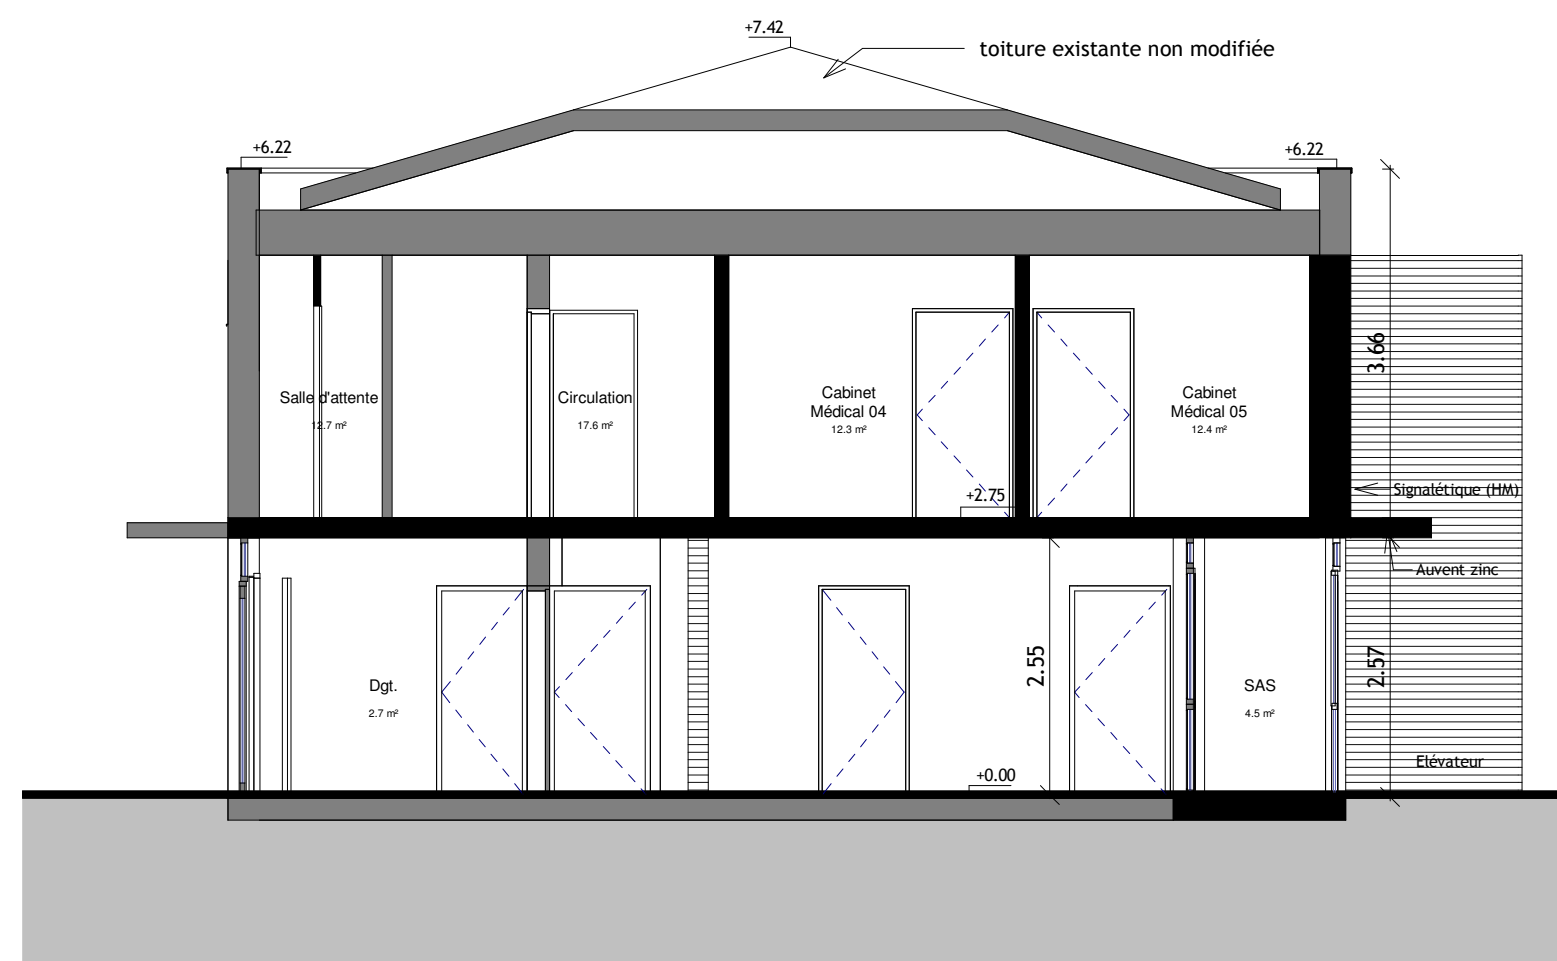 +7.42
toiture existante non modifiée
+6.22
+6.22
3.66
Salle d'attente
12.7 m²
Circulation
17.6 m²
Cabinet
Médical 04
12.3 m²
Cabinet
Médical 05
12.4 m²
+2.75
Signalétique (HM)
Auvent zinc
2.55
2.57
Dgt.
2.7 m²
SAS
4.5 m²
Elévateur
+0.00